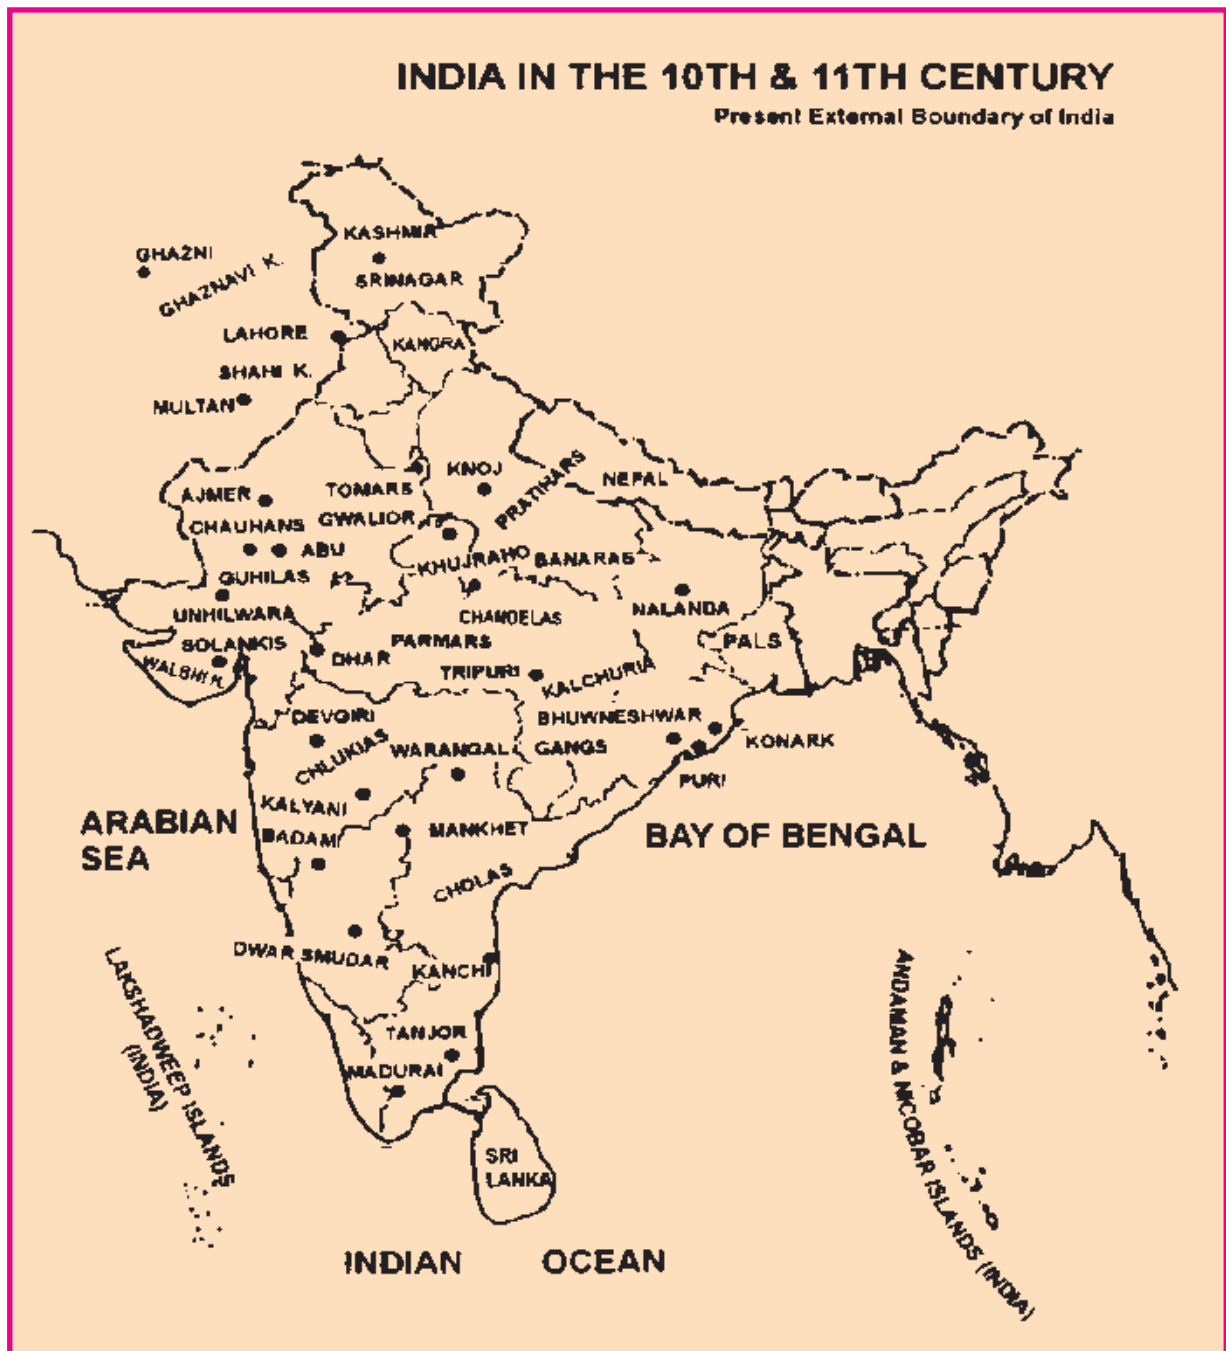 INDIA IN THE 10TH & 11TH CENTURY
Present External Boundary of India
KASHMIR
GHAZNI
GHAZNAVI K.
SRINAGAR
LAHORE
KANGRA
SHAHI K.
MULTAN
KNOJ
PRATIHARS
NEPAL
AJMER
TOMARS
CHAUHANS
GWALIOR
ABU
KHUJRAHO
BANARAS
GUHILAS
UNHILWARA
CHANDELAS
NALANDA
SOLANKIS
PARMARS
PALS
WALBHI K.
DHAR
TRIPURI
KALCHURIA
DEVGIRI
BHUWNESHWAR
CHLUKIAS
WARANGAL
GANGS
KONARK
PURI
KALYANI
ARABIAN
SEA
BADAMI
MANKHET
BAY OF BENGAL
CHOLAS
DWAR SMUDAR
KANCHI
LAKSHADWEEP ISLANDS
(INDIA)
ANDAMAN & NICOBAR ISLANDS (INDIA)
TANJOR
MADURAI
SRI
LANKA
INDIAN OCEAN